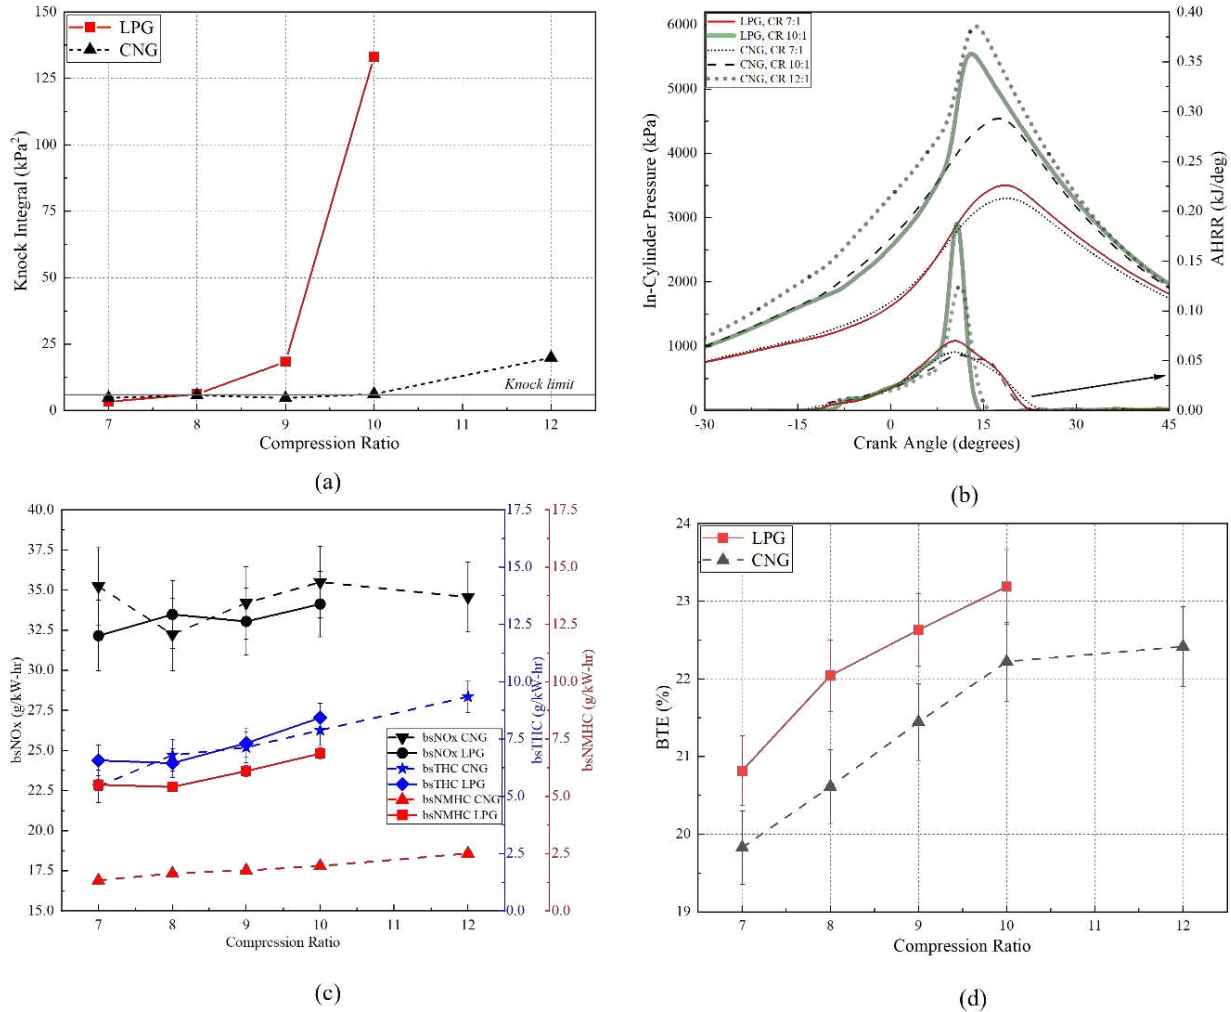 LPG
CNG
150
125
100
75
50
25
0
Knock Integral (kPa²)
Knock limit
7
8
9
10
11
12
Compression Ratio
(a)
LPG, CR 7:1
LPG, CR 10:1
CNG, CR 7:1
CNG, CR 10:1
CNG, CR 12:1
6000
5000
4000
3000
2000
1000
0
In-Cylinder Pressure (kPa)
0.40
0.35
0.30
0.25
0.20
0.15
0.10
0.05
0.00
AHRR (kJ/deg)
-30
-15
0
15
30
45
Crank Angle (degrees)
(b)
40.0
37.5
35.0
32.5
30.0
27.5
25.0
22.5
20.0
17.5
15.0
bsNOx (g/kW-hr)
17.5
15.0
12.5
10.0
7.5
5.0
2.5
0.0
bsTHC (g/kW-hr)
17.5
15.0
12.5
10.0
7.5
5.0
2.5
0.0
bsNMHC (g/kW-hr)
bsNOx CNG
bsNOx LPG
bsTHC CNG
bsTHC LPG
bsNMHC CNG
bsNMHC LPG
7
8
9
10
11
12
Compression Ratio
(c)
LPG
CNG
24
23
22
21
20
19
BTE (%)
7
8
9
10
11
12
Compression Ratio
(d)